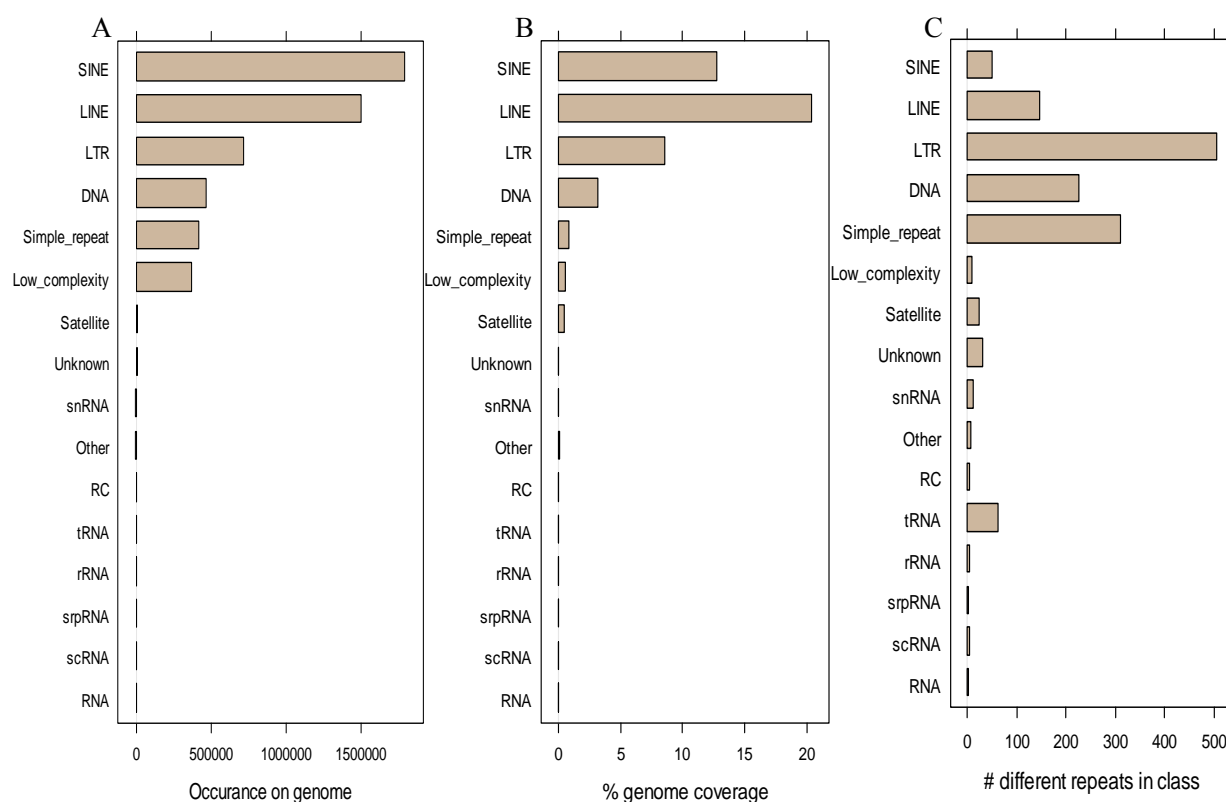 A
SINE
LINE
LTR
DNA
Simple_repeat
Low_complexity
Satellite
Unknown
snRNA
Other
RC
tRNA
rRNA
srpRNA
scRNA
RNA
0 500000 1000000 1500000
Occurance on genome
B
SINE
LINE
LTR
DNA
Simple_repeat
Low_complexity
Satellite
Unknown
snRNA
Other
RC
tRNA
rRNA
srpRNA
scRNA
RNA
0 5 10 15 20
% genome coverage
C
SINE
LINE
LTR
DNA
Simple_repeat
Low_complexity
Satellite
Unknown
snRNA
Other
RC
tRNA
rRNA
srpRNA
scRNA
RNA
0 100 200 300 400 500
# different repeats in class